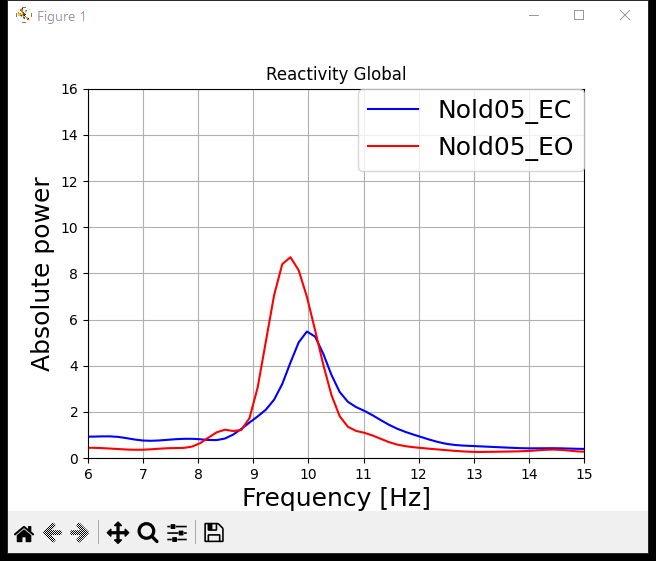 Figure 1
Reactivity Global
Nold05_EC
Nold05_EO
Absolute power
16
14
12
10
8
6
4
2
0
6 7 8 9 10 11 12 13 14 15
Frequency [Hz]